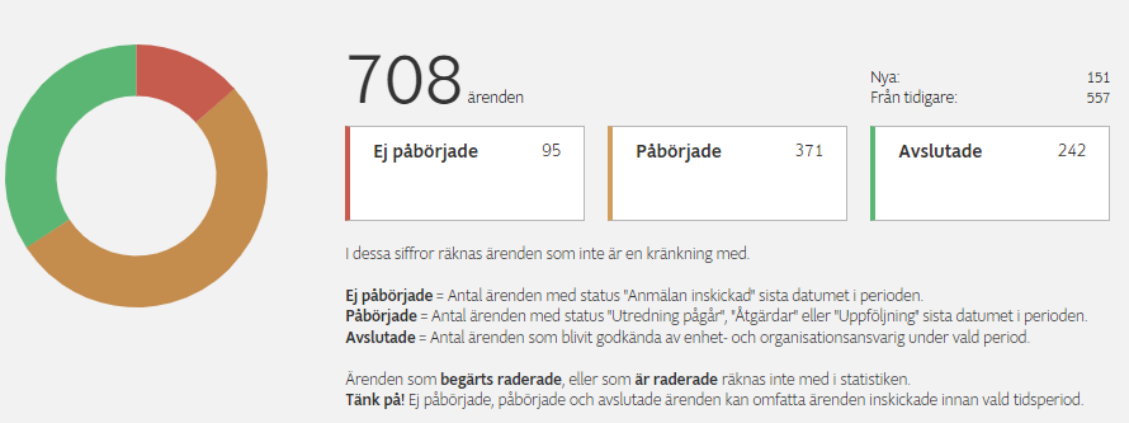 708 ärenden
Nya: 151
Från tidigare: 557
Ej påbörjade 95
Påbörjade 371
Avslutade 242
I dessa siffror räknas ärenden som inte är en kränkning med.
Ej påbörjade = Antal ärenden med status "Anmälan inskickad" sista datumet i perioden.
Påbörjade = Antal ärenden med status "Utredning pågår", "Åtgärdar" eller "Uppföljning" sista datumet i perioden.
Avslutade = Antal ärenden som blivit godkända av enhet- och organisationsansvarig under vald period.
Ärenden som begärts raderade, eller som är raderade räknas inte med i statistiken.
Tänk på! Ej påbörjade, påbörjade och avslutade ärenden kan omfatta ärenden inskickade innan vald tidsperiod.